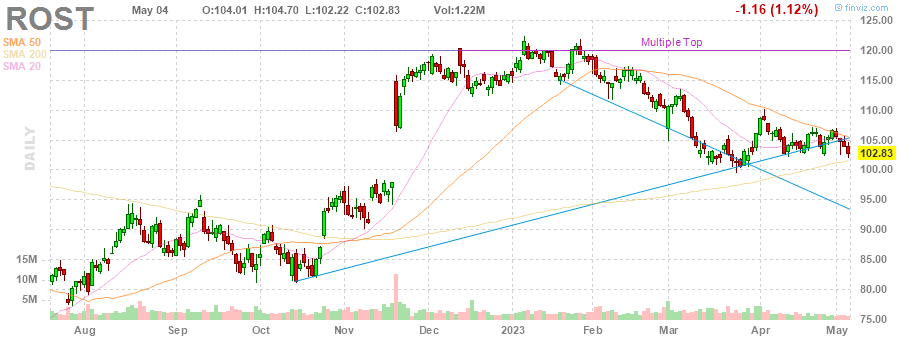 ROST May 04 O:104.01 H:104.70 L:102.22 C:102.83 Vol:1.22M -1.16 (1.12%) © finviz.com
SMA 50
SMA 200
SMA 20
Multiple Top
DAILY
125.00
120.00
115.00
110.00
105.00
102.83
100.00
95.00
90.00
85.00
80.00
75.00
15M
10M
5M
Aug Sep Oct Nov Dec 2023 Feb Mar Apr May